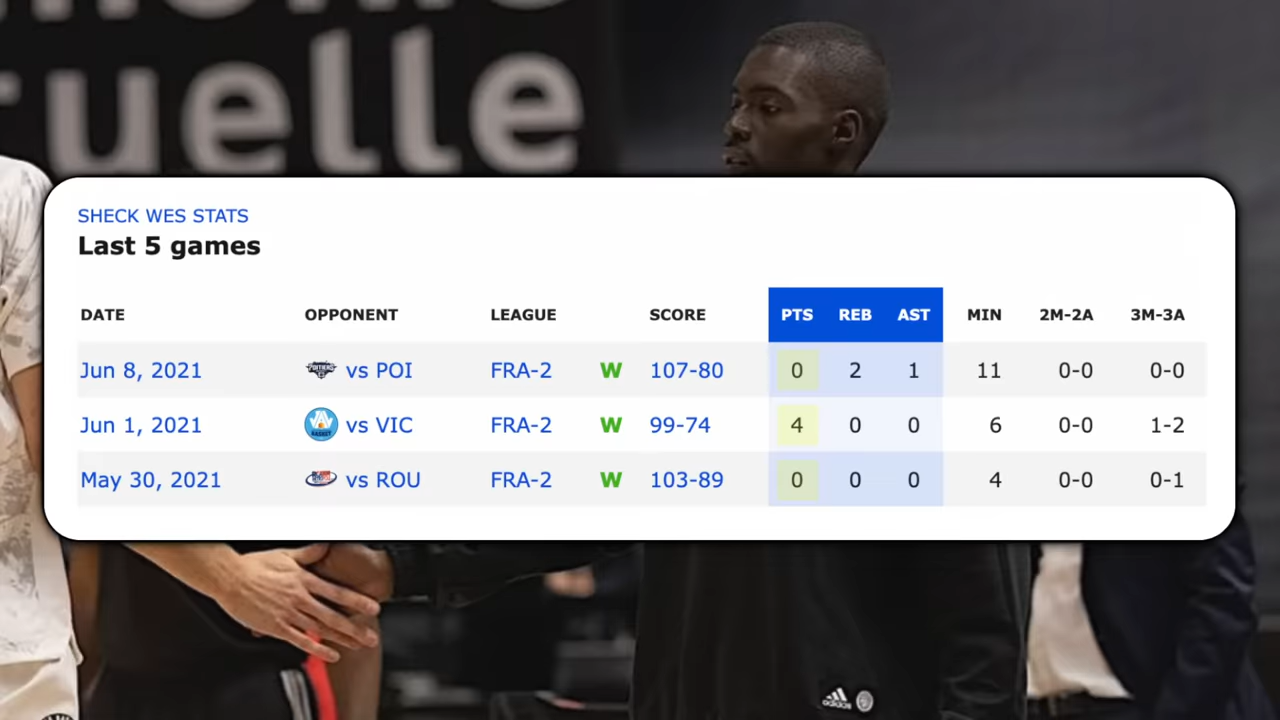 uelle
SHECK WES STATS
Last 5 games
DATE OPPONENT LEAGUE SCORE PTS REB AST MIN 2M-2A 3M-3A
Jun 8, 2021 vs POI FRA-2 W 107-80 0 2 1 11 0-0 0-0
Jun 1, 2021 vs VIC FRA-2 W 99-74 4 0 0 6 0-0 1-2
May 30, 2021 vs ROU FRA-2 W 103-89 0 0 0 4 0-0 0-1
adidas